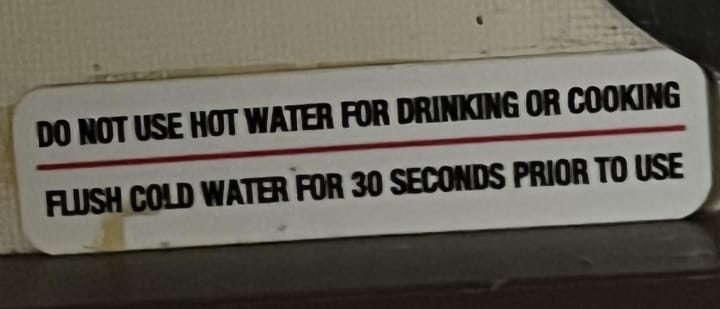 DO NOT USE HOT WATER FOR DRINKING OR COOKING
FLUSH COLD WATER FOR 30 SECONDS PRIOR TO USE